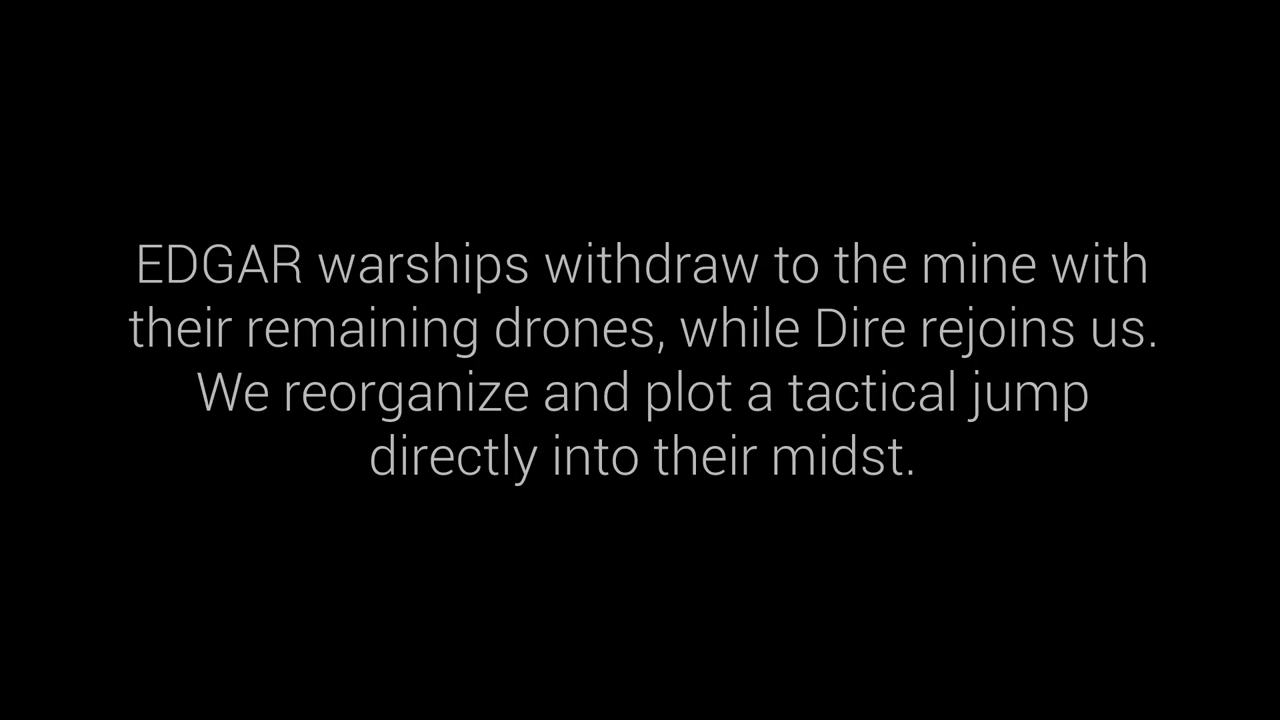 EDGAR warships withdraw to the mine with
their remaining drones, while Dire rejoins us.
We reorganize and plot a tactical jump
directly into their midst.